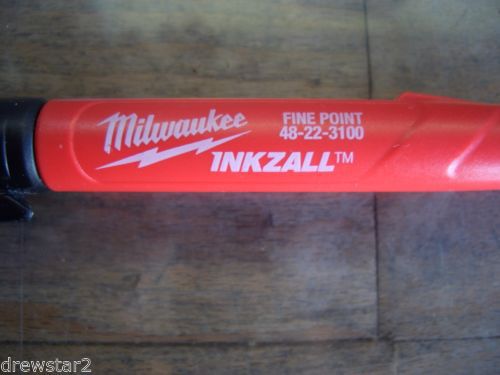 Milwaukee
FINE POINT
48-22-3100
INKZALL™
drewstar2